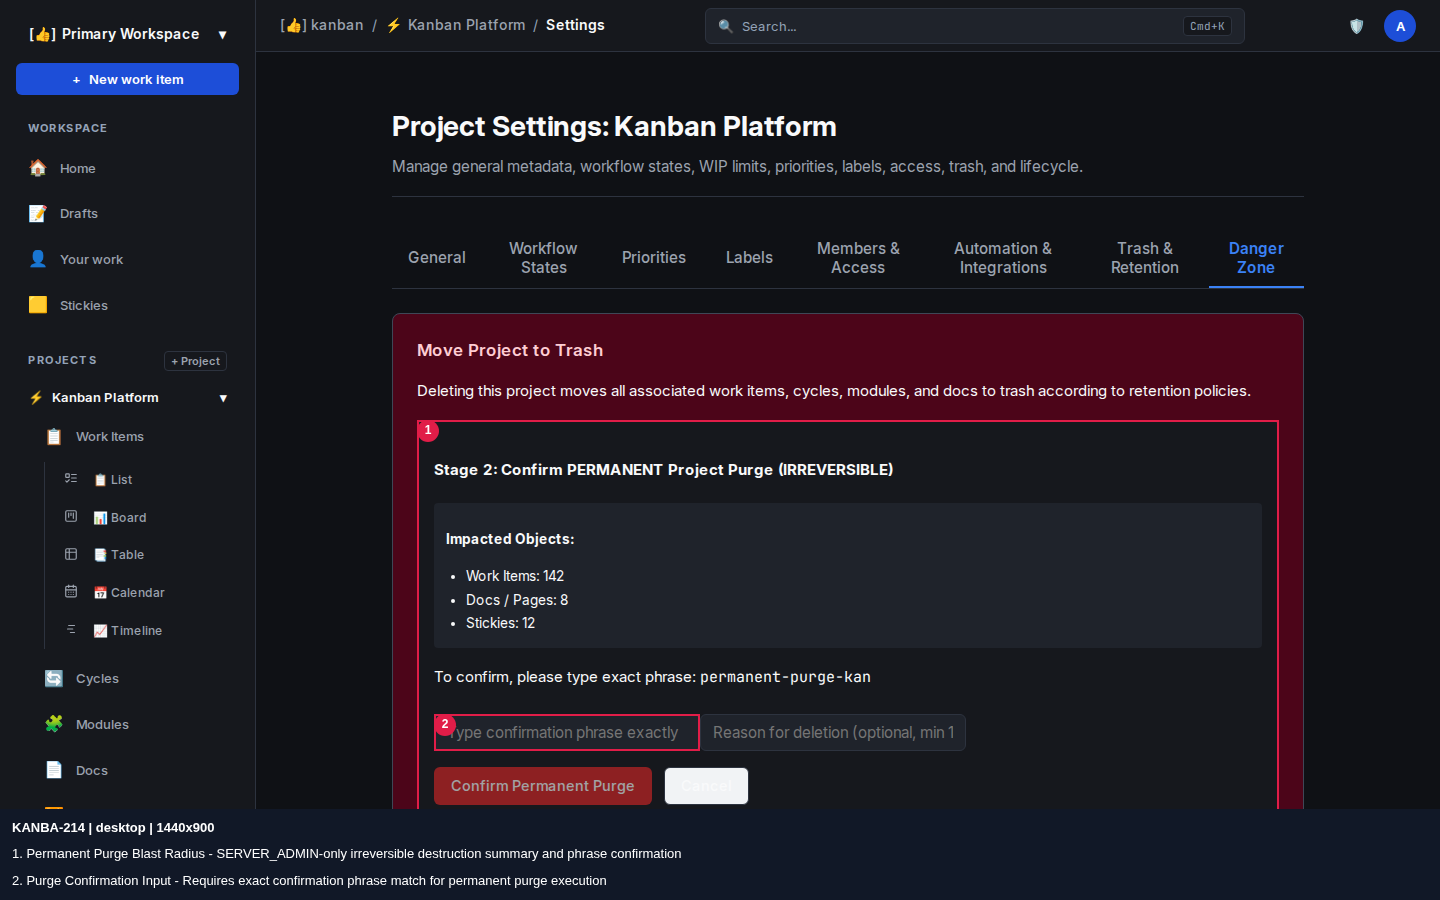 [👍] Primary Workspace ▼
+ New work item
WORKSPACE
🏠 Home
📝 Drafts
👤 Your work
🟨 Stickies
PROJECTS
+ Project
⚡ Kanban Platform ▼
📋 Work Items
📋 List
📊 Board
📑 Table
📅 Calendar
📈 Timeline
🔄 Cycles
🧩 Modules
📄 Docs
[👍] kanban / ⚡ Kanban Platform / Settings
🔍 Search... Cmd+K
A
Project Settings: Kanban Platform
Manage general metadata, workflow states, WIP limits, priorities, labels, access, trash, and lifecycle.
General
Workflow
States
Priorities
Labels
Members &
Access
Automation &
Integrations
Trash &
Retention
Danger
Zone
Move Project to Trash
Deleting this project moves all associated work items, cycles, modules, and docs to trash according to retention policies.
1
Stage 2: Confirm PERMANENT Project Purge (IRREVERSIBLE)
Impacted Objects:
• Work Items: 142
• Docs / Pages: 8
• Stickies: 12
To confirm, please type exact phrase: permanent-purge-kan
2
Type confirmation phrase exactly
Reason for deletion (optional, min 1
Confirm Permanent Purge
Cancel
KANBA-214 | desktop | 1440x900
1. Permanent Purge Blast Radius - SERVER_ADMIN-only irreversible destruction summary and phrase confirmation
2. Purge Confirmation Input - Requires exact confirmation phrase match for permanent purge execution